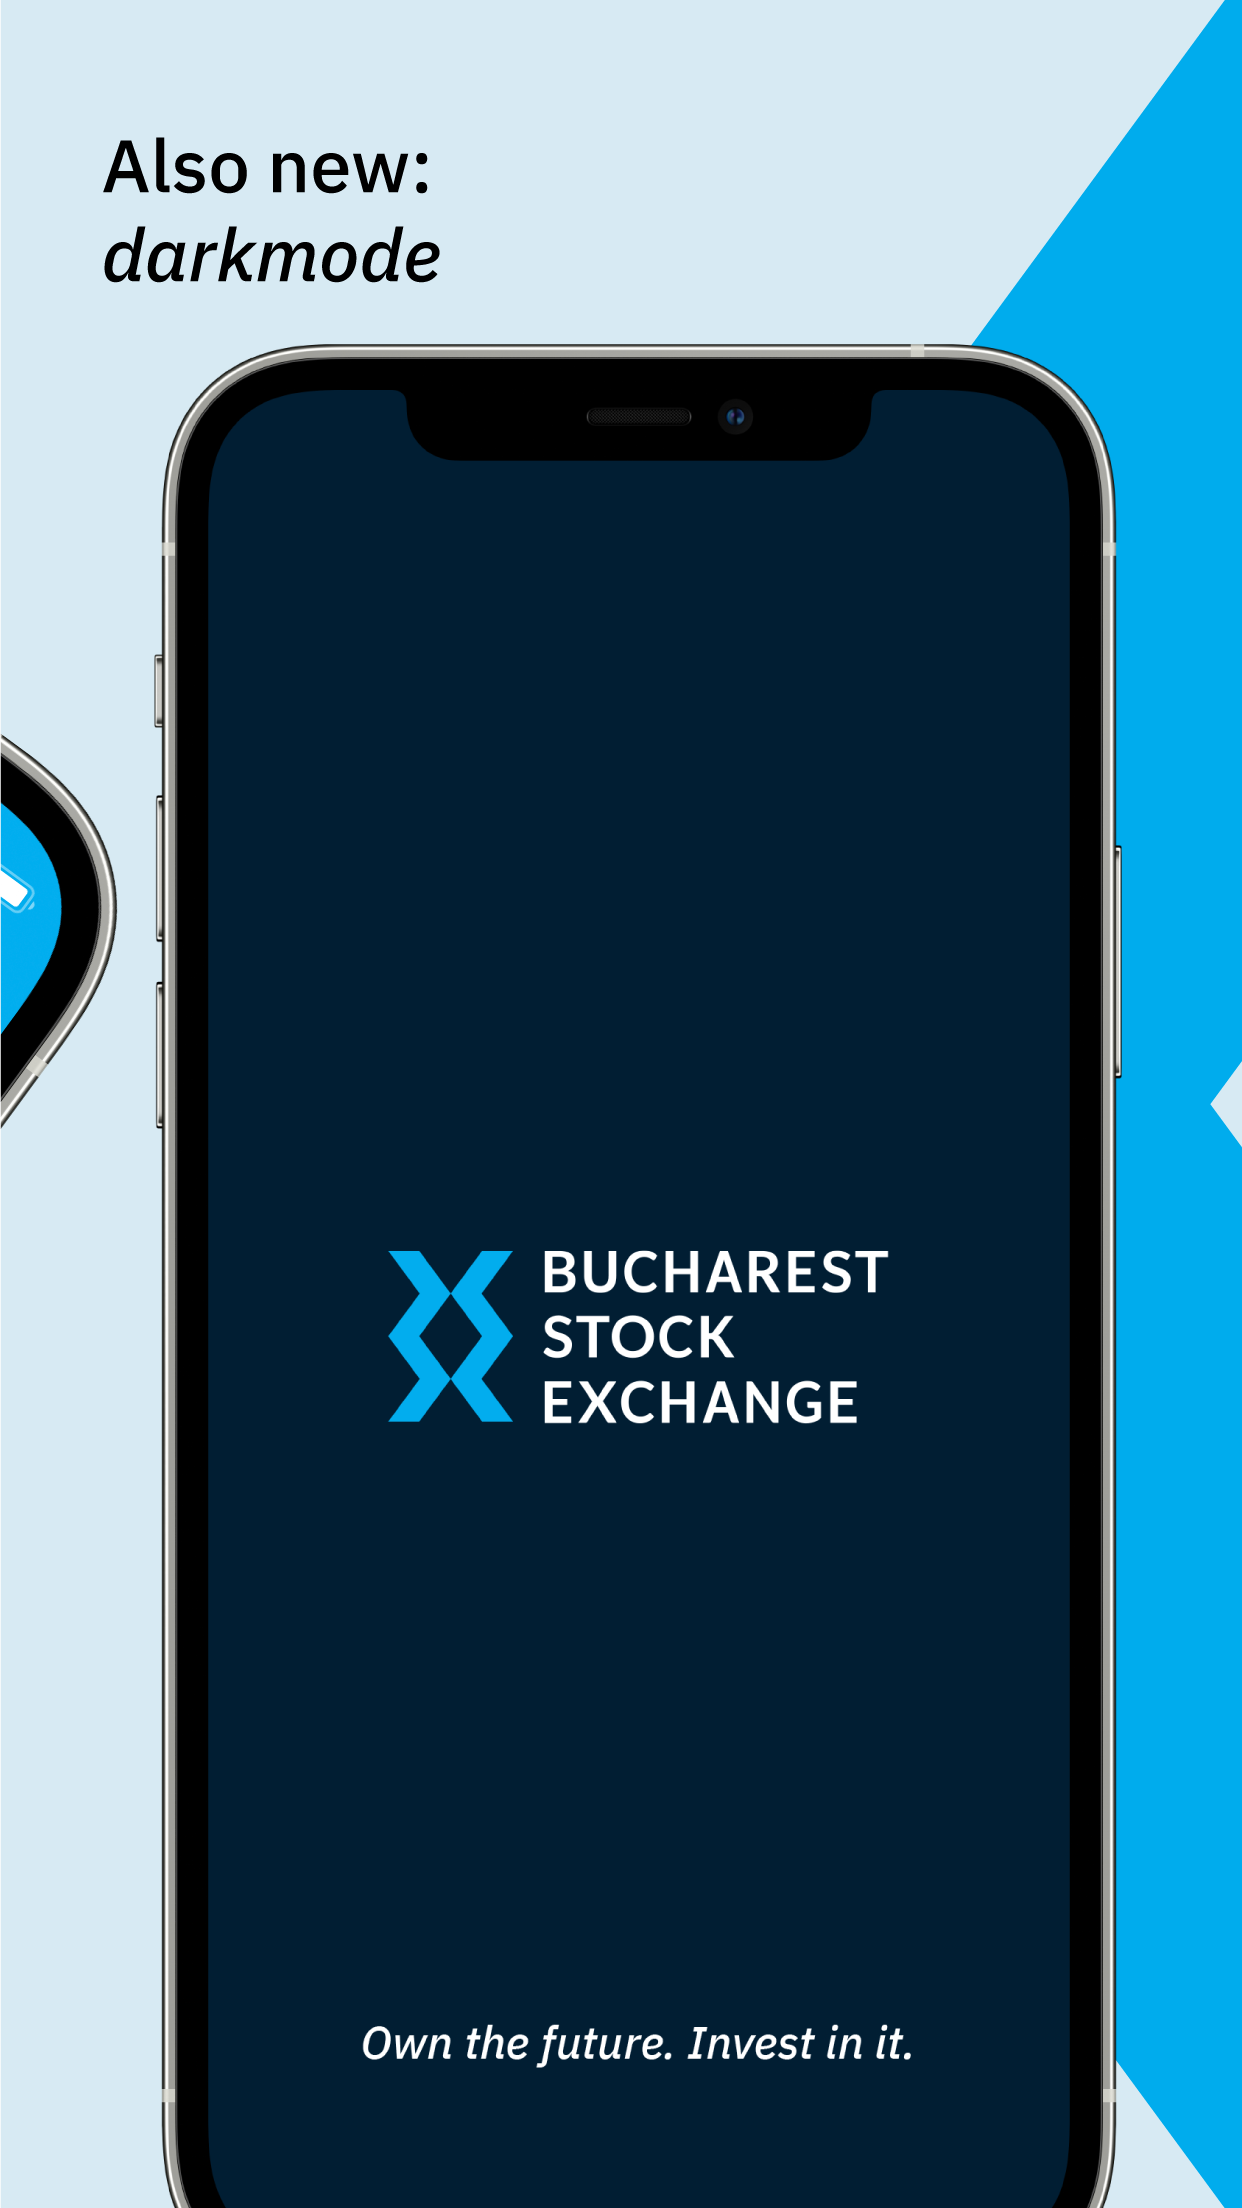 Also new:
darkmode
BUCHAREST
STOCK
EXCHANGE
Own the future. Invest in it.